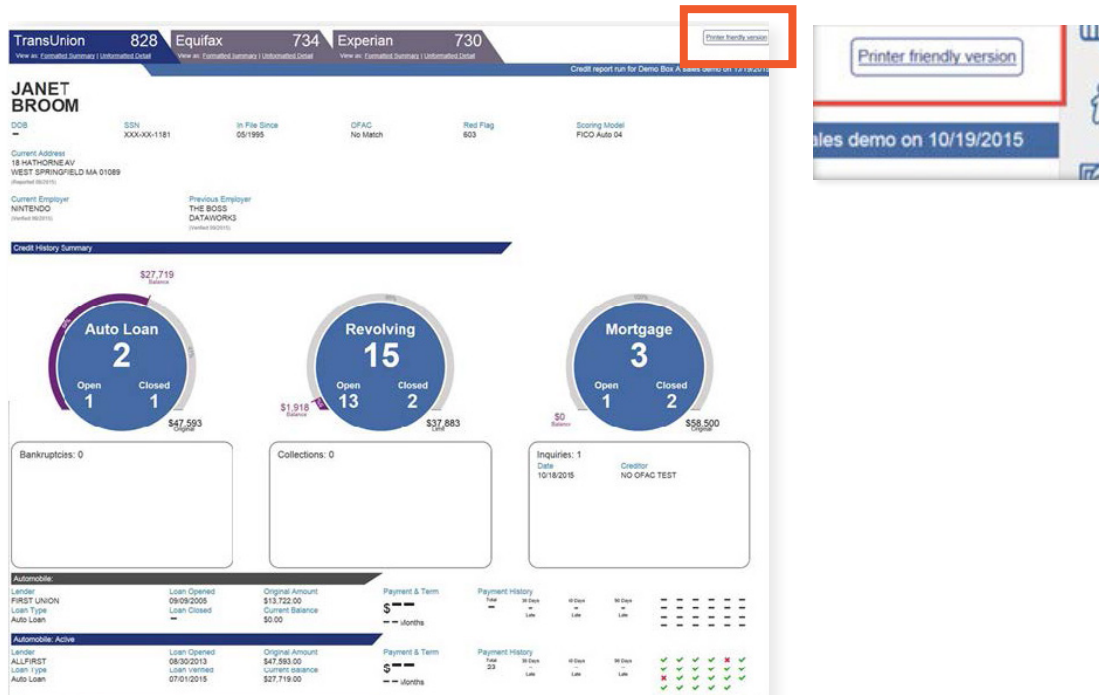 TransUnion 828
View as: Formatted Summary | Unformatted Detail
Equifax 734
View as: Formatted Summary | Unformatted Detail
Experian 730
View as: Formatted Summary | Unformatted Detail
Printer friendly version
Credit report run for Demo Box A sales demo on 10/19/2015
JANET
BROOM
DOB SSN In File Since OFAC Red Flag Scoring Model
– XXX-XX-1181 05/1995 No Match 603 FICO Auto 04
Current Address
18 HATHORNE AV
WEST SPRINGFIELD MA 01089
Current Employer Previous Employer
NINTENDO THE BOSS
DATAWORKS
Credit History Summary
$27,719
Balance
Auto Loan
2
Open Closed
1 1
$47,593
Original
Revolving
15
Open Closed
13 2
$1,918
Balance
$37,883
Limit
100%
Mortgage
3
Open Closed
1 2
$0
Balance
$58,500
Original
Bankruptcies: 0
Collections: 0
Inquiries: 1
Date Creditor
10/18/2015 NO OFAC TEST
Automobile:
Lender Loan Opened Original Amount Payment & Term Payment History
FIRST UNION 09/09/2005 $13,722.00 $ –– Total 30 Days 60 Days 90 Days
Loan Type Loan Closed Current Balance – – – –
Auto Loan – $0.00 –– Months Late Late Late
Automobile: Active
Lender Loan Opened Original Amount Payment & Term Payment History
ALLFIRST 08/30/2013 $47,593.00 $ –– Total 30 Days 60 Days 90 Days
Loan Type Loan Verified Current Balance 23 – – –
Auto Loan 07/01/2015 $27,719.00 –– Months Late Late Late
Printer friendly version
ales demo on 10/19/2015